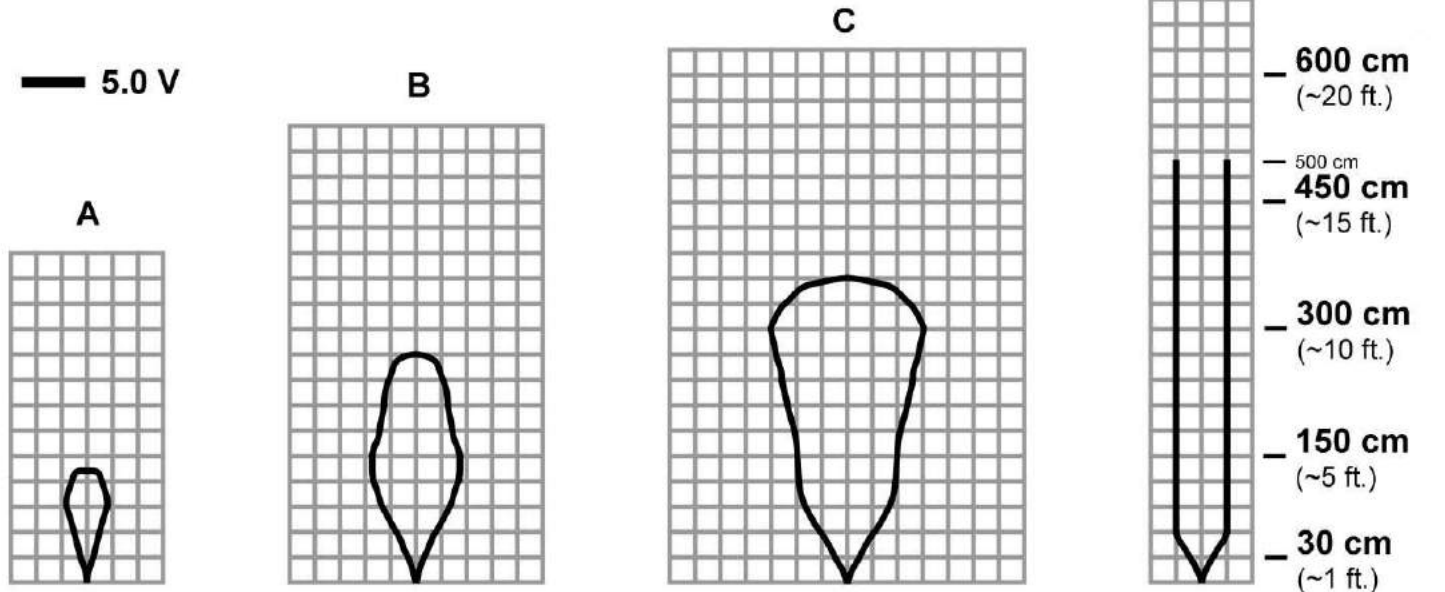 5.0 V
A
B
C
600 cm
(~20 ft.)
500 cm
450 cm
(~15 ft.)
300 cm
(~10 ft.)
150 cm
(~5 ft.)
30 cm
(~1 ft.)